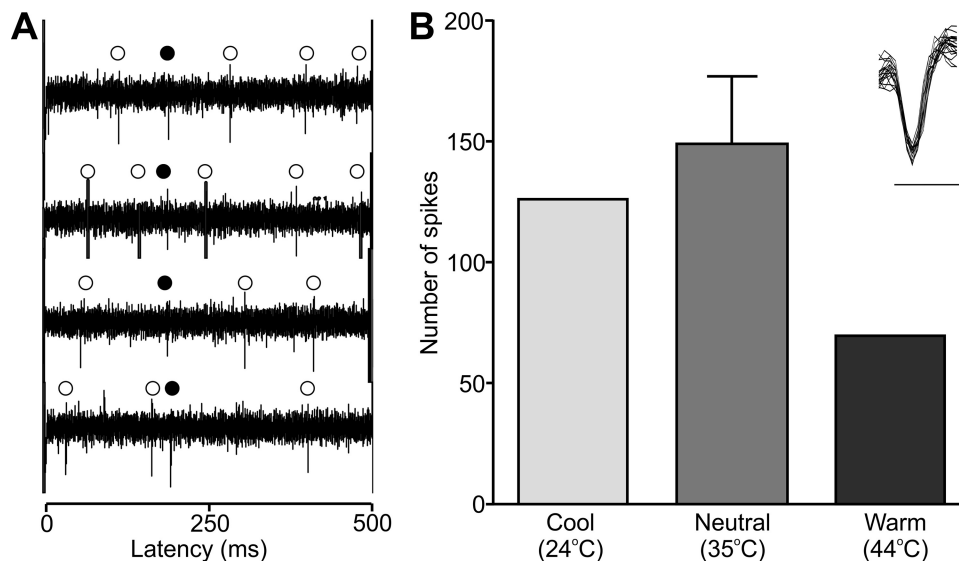 A
0 250 500
Latency (ms)
B
Number of spikes
200
150
100
50
0
Cool Neutral Warm
(24°C) (35°C) (44°C)